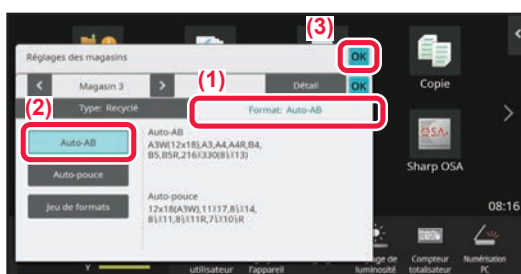 (3)
Réglages des magasins
OK
(1)
Magasin 3
Détail
OK
Copie
(2)
Type: Recyclé
Format: Auto-AB
Auto-AB
Auto-AB
A3W(12x18),A3,A4,A4R,B4,
B5,B5R,216X330(8½X13)
Auto-pouce
Jeu de formats
Auto-pouce
12x18(A3W),11X17,8½X14,
8½X11,8½X11R,7¼X10½R
OSA
Sharp OSA
08:16
Y
utilisateur
l'appareil
de
luminosité
Compteur
totalisateur
Numérisation
PC